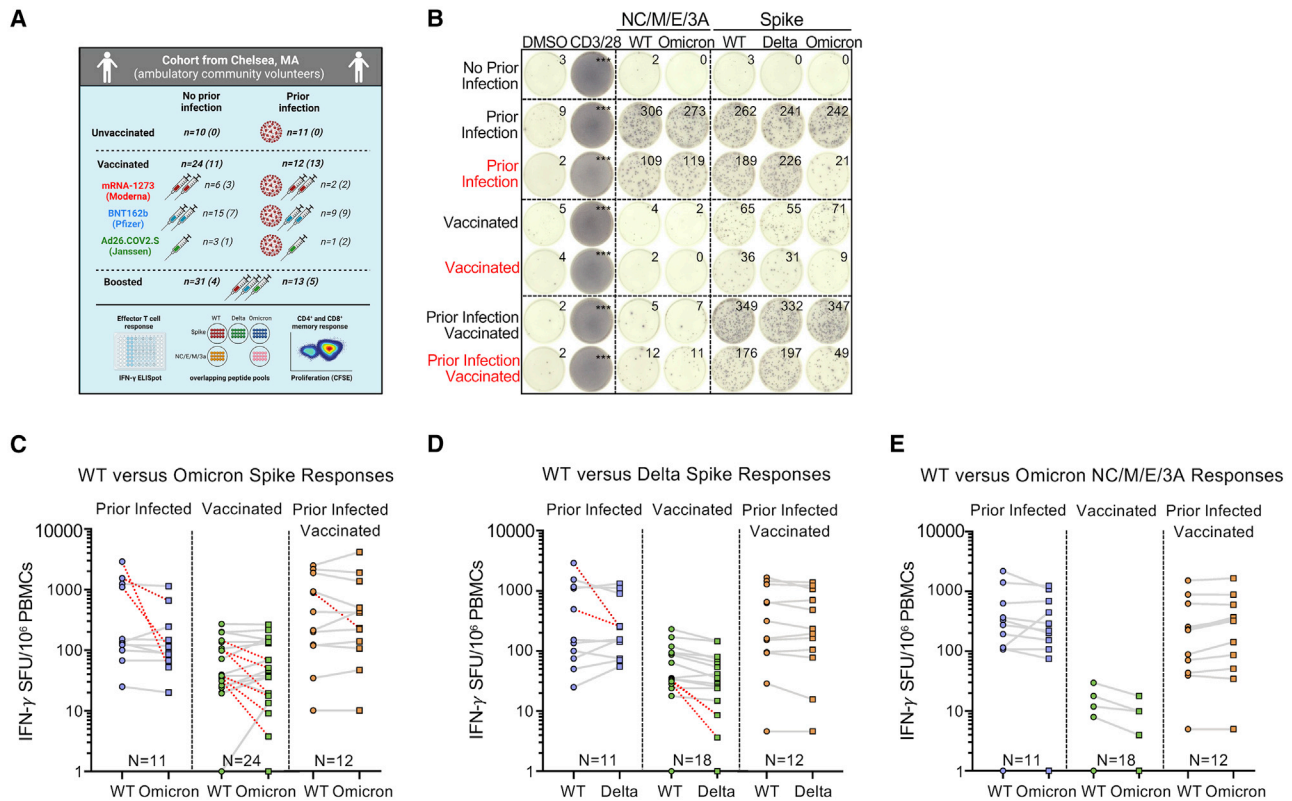 A
Cohort from Chelsea, MA
(ambulatory community volunteers)
No prior infection
Prior infection
Unvaccinated n=10 (0) n=11 (0)
Vaccinated n=24 (11) n=12 (13)
mRNA-1273 (Moderna) n=6 (3) n=2 (2)
BNT162b (Pfizer) n=15 (7) n=9 (9)
Ad26.COV2.S (Janssen) n=3 (1) n=1 (2)
Boosted n=31 (4) n=13 (5)
Effector T cell response
IFN-γ ELISpot
WT Delta Omicron
Spike
NC/E/M/3a
overlapping peptide pools
CD4⁺ and CD8⁺ memory response
Proliferation (CFSE)
B
NC/M/E/3A Spike
DMSO CD3/28 WT Omicron WT Delta Omicron
No Prior Infection 3 *** 2 0 3 0 0
Prior Infection 9 *** 306 273 262 241 242
Prior Infection 2 *** 109 119 189 226 21
Vaccinated 5 *** 4 2 65 55 71
Vaccinated 4 *** 2 0 36 31 9
Prior Infection Vaccinated 2 *** 5 7 349 332 347
Prior Infection Vaccinated 2 *** 12 11 176 197 49
C
WT versus Omicron Spike Responses
Prior Infected Vaccinated Prior Infected Vaccinated
IFN-γ SFU/10⁶ PBMCs
10000
1000
100
10
1
N=11 N=24 N=12
WT Omicron WT Omicron WT Omicron
D
WT versus Delta Spike Responses
Prior Infected Vaccinated Prior Infected Vaccinated
IFN-γ SFU/10⁶ PBMCs
10000
1000
100
10
1
N=11 N=18 N=12
WT Delta WT Delta WT Delta
E
WT versus Omicron NC/M/E/3A Responses
Prior Infected Vaccinated Prior Infected Vaccinated
IFN-γ SFU/10⁶ PBMCs
10000
1000
100
10
1
N=11 N=18 N=12
WT Omicron WT Omicron WT Omicron